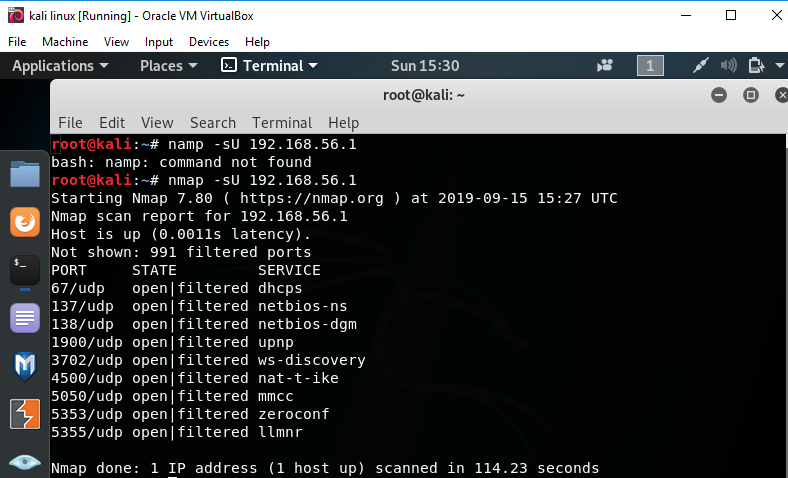 kali linux [Running] - Oracle VM VirtualBox
File Machine View Input Devices Help
Applications Places Terminal Sun 15:30 1
root@kali: ~
File Edit View Search Terminal Help
root@kali:~# namp -sU 192.168.56.1
bash: namp: command not found
root@kali:~# nmap -sU 192.168.56.1
Starting Nmap 7.80 ( https://nmap.org ) at 2019-09-15 15:27 UTC
Nmap scan report for 192.168.56.1
Host is up (0.0011s latency).
Not shown: 991 filtered ports
PORT STATE SERVICE
67/udp open|filtered dhcps
137/udp open|filtered netbios-ns
138/udp open|filtered netbios-dgm
1900/udp open|filtered upnp
3702/udp open|filtered ws-discovery
4500/udp open|filtered nat-t-ike
5050/udp open|filtered mmcc
5353/udp open|filtered zeroconf
5355/udp open|filtered llmnr
Nmap done: 1 IP address (1 host up) scanned in 114.23 seconds